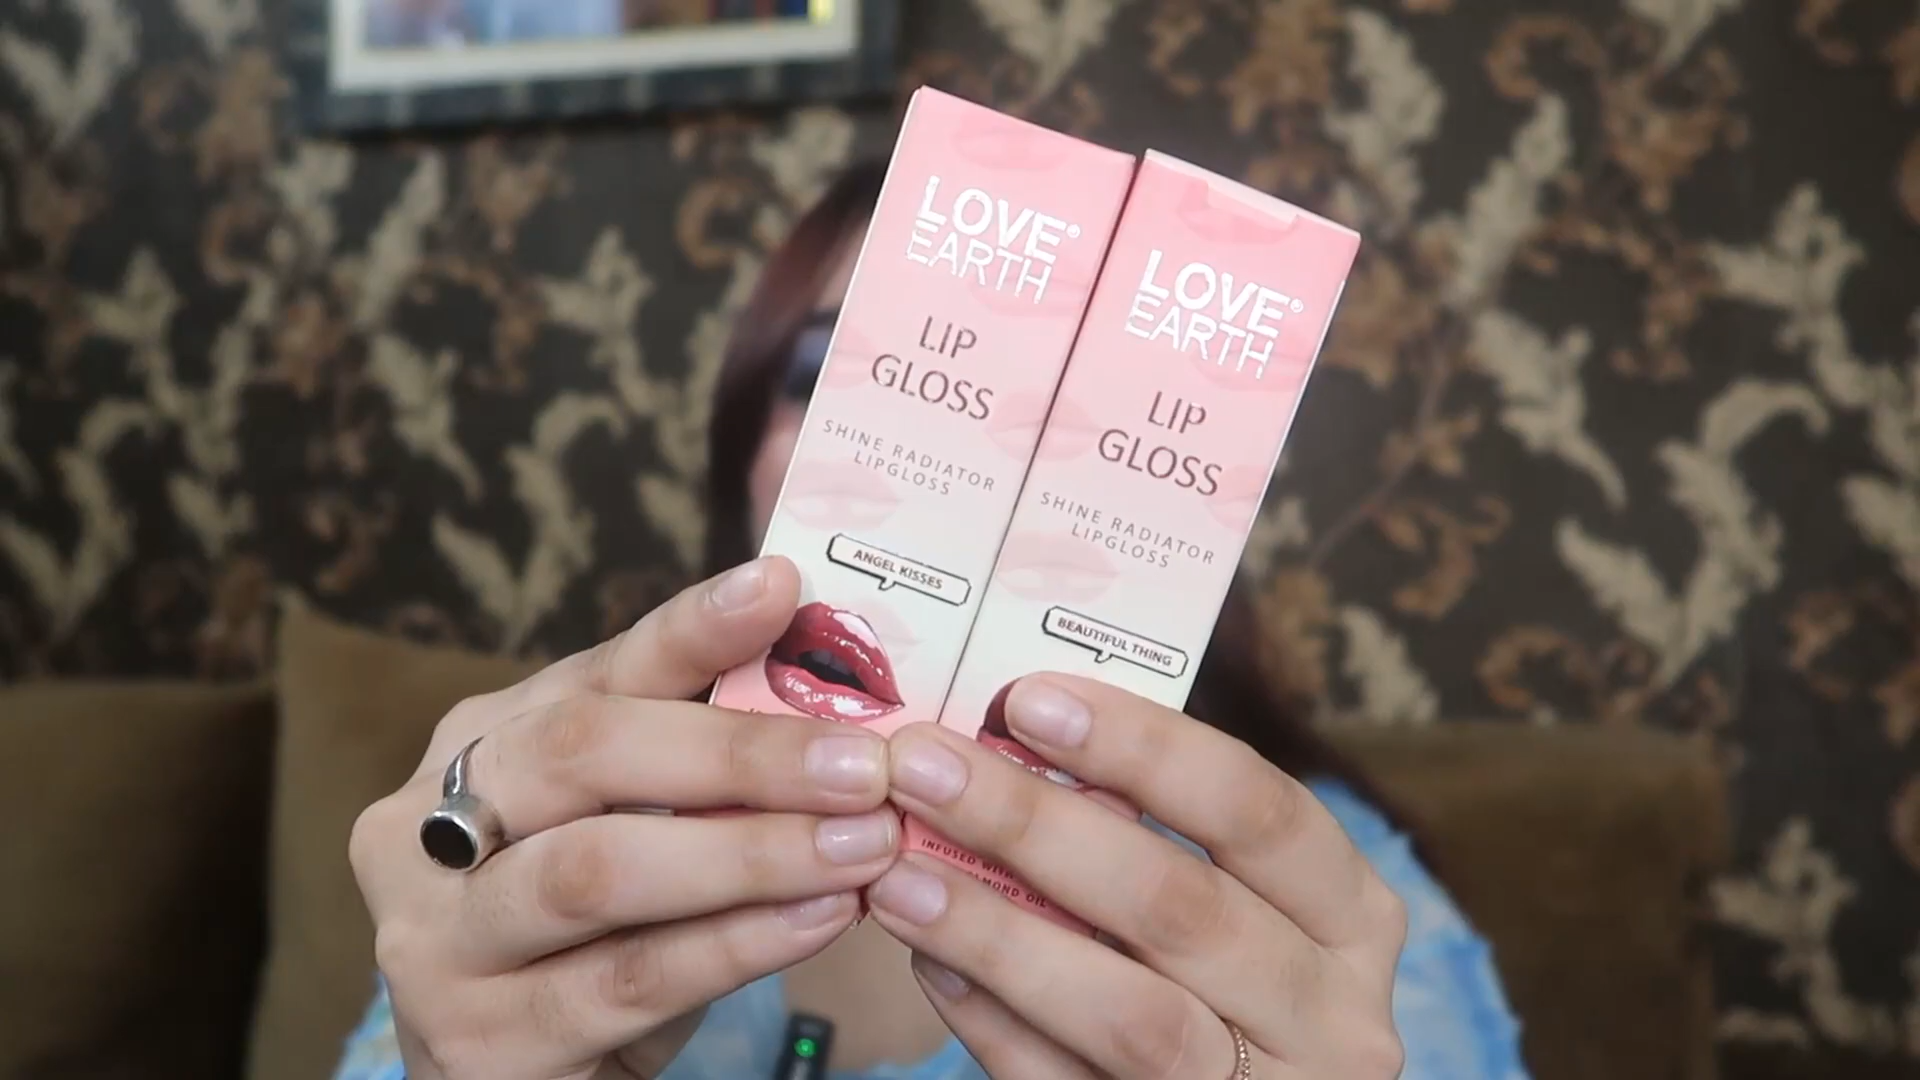 LOVE®
EARTH
LIP
GLOSS
SHINE RADIATOR
LIPGLOSS
ANGEL KISSES
LOVE®
EARTH
LIP
GLOSS
SHINE RADIATOR
LIPGLOSS
BEAUTIFUL THING
INFUSED WITH
ALMOND OIL